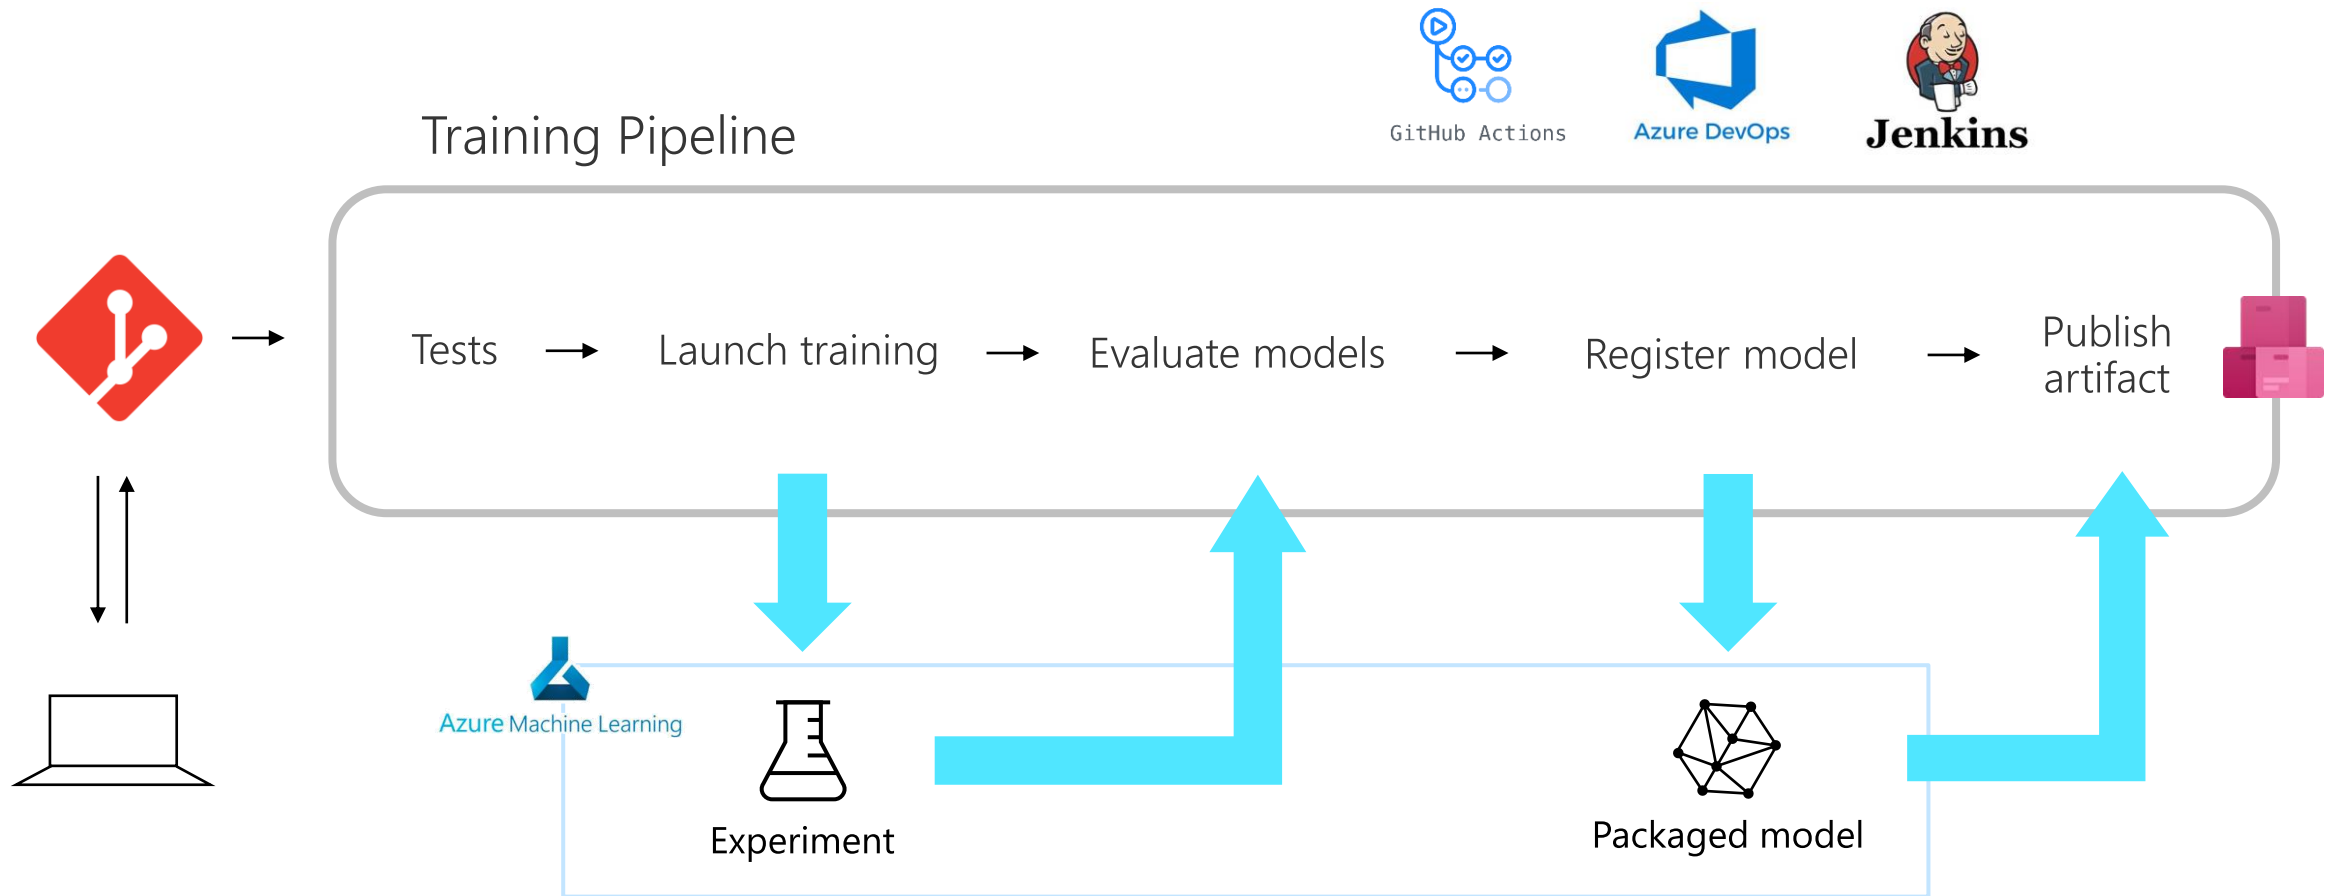 GitHub Actions
Azure DevOps
Jenkins
Training Pipeline
Tests
Launch training
Evaluate models
Register model
Publish
artifact
Azure Machine Learning
Experiment
Packaged model